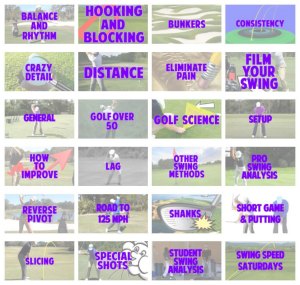 BALANCE
AND
RHYTHM
HOOKING
AND
BLOCKING
BUNKERS
CONSISTENCY
CRAZY
DETAIL
DISTANCE
ELIMINATE
PAIN
FILM
YOUR
SWING
GENERAL
GOLF OVER
50
GOLF SCIENCE
SETUP
HOW
TO
IMPROVE
LAG
OTHER
SWING
METHODS
PRO
SWING
ANALYSIS
REVERSE
PIVOT
ROAD TO
125 MPH
SHANKS
SHORT GAME
& PUTTING
SLICING
SPECIAL
SHOTS
STUDENT
SWING
ANALYSIS
SWING SPEED
SATURDAYS